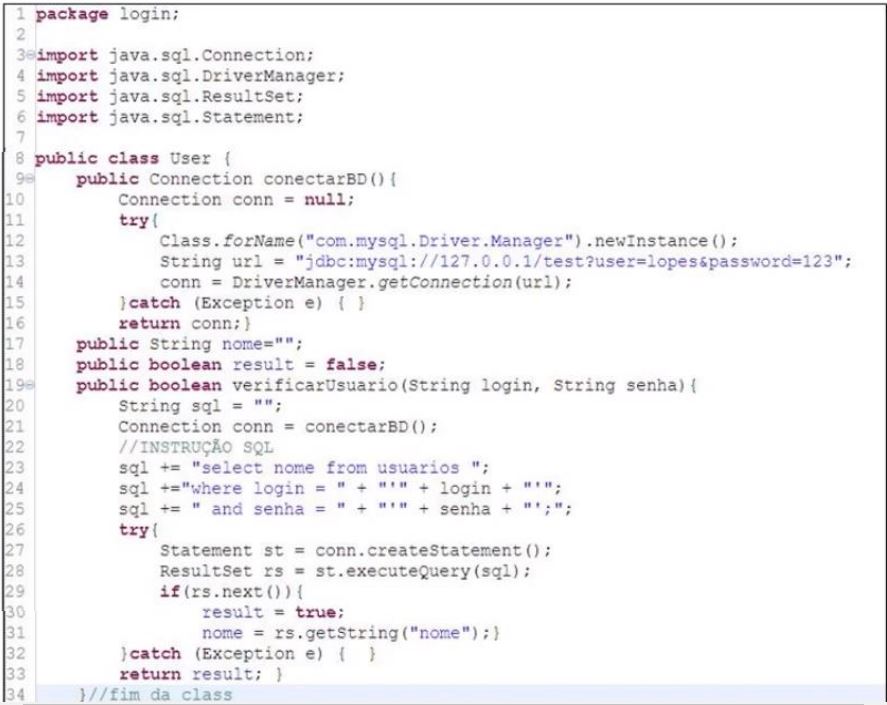 1 package login;
2
3 import java.sql.Connection;
4 import java.sql.DriverManager;
5 import java.sql.ResultSet;
6 import java.sql.Statement;
7
8 public class User {
9     public Connection conectarBD(){
10         Connection conn = null;
11         try{
12             Class.forName("com.mysql.Driver.Manager").newInstance();
13             String url = "jdbc:mysql://127.0.0.1/test?user=lopes&password=123";
14             conn = DriverManager.getConnection(url);
15         }catch (Exception e) { }
16         return conn;}
17     public String nome="";
18     public boolean result = false;
19     public boolean verificarUsuario(String login, String senha){
20         String sql = "";
21         Connection conn = conectarBD();
22         //INSTRUÇÃO SQL
23         sql += "select nome from usuarios ";
24         sql +="where login = " + "'" + login + "'";
25         sql += " and senha = " + "'" + senha + "';";
26         try{
27             Statement st = conn.createStatement();
28             ResultSet rs = st.executeQuery(sql);
29             if(rs.next()){
30                 result = true;
31                 nome = rs.getString("nome");}
32         }catch (Exception e) {  }
33         return result; }
34     }//fim da class